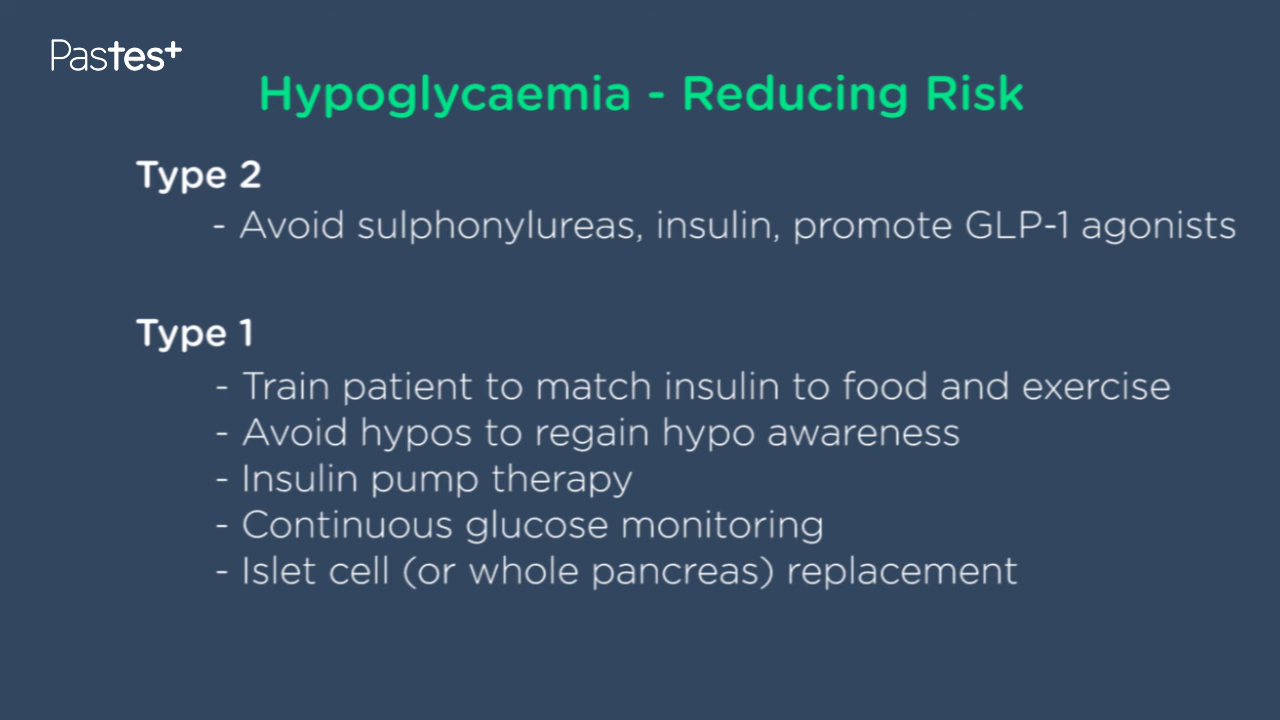 Pastest
Hypoglycaemia - Reducing Risk
Type 2
- Avoid sulphonylureas, insulin, promote GLP-1 agonists
Type 1
- Train patient to match insulin to food and exercise
- Avoid hypos to regain hypo awareness
- Insulin pump therapy
- Continuous glucose monitoring
- Islet cell (or whole pancreas) replacement